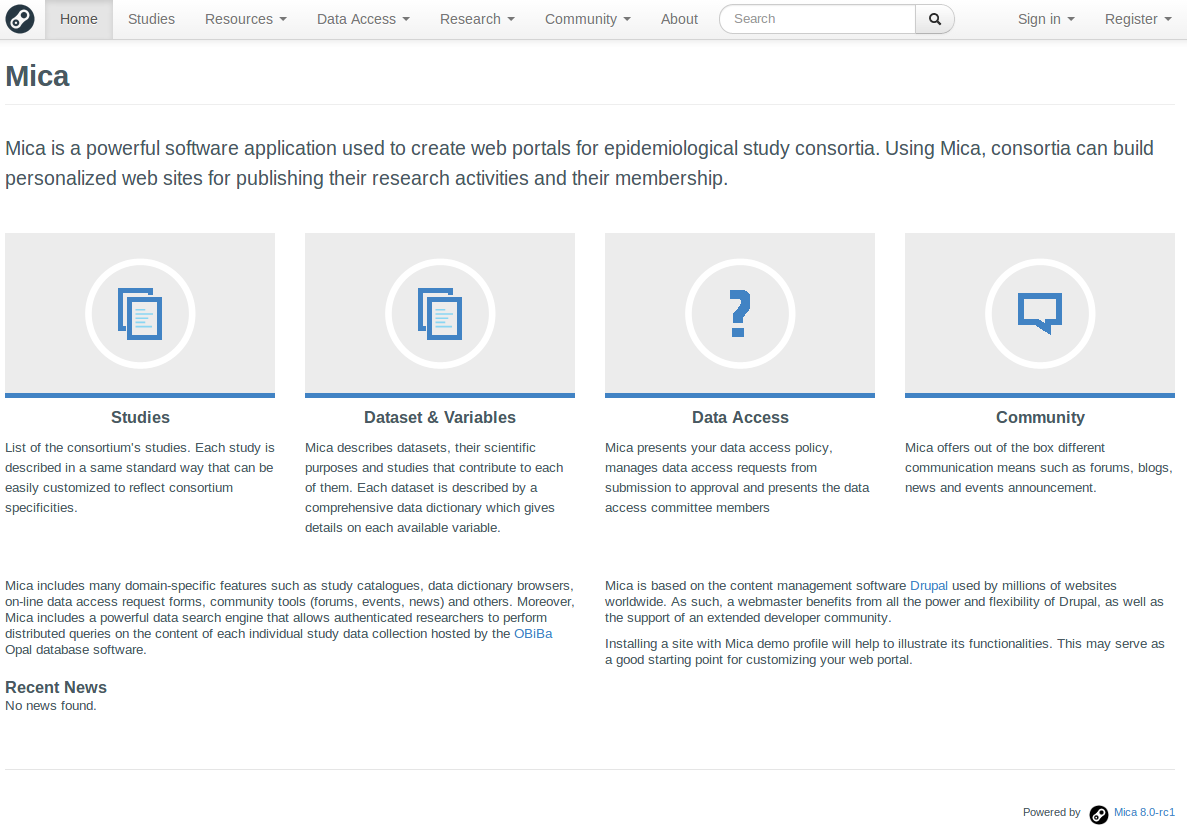 Home Studies Resources Data Access Research Community About Search Sign in Register
Mica
Mica is a powerful software application used to create web portals for epidemiological study consortia. Using Mica, consortia can build
personalized web sites for publishing their research activities and their membership.
Studies
List of the consortium's studies. Each study is
described in a same standard way that can be
easily customized to reflect consortium
specificities.
Dataset & Variables
Mica describes datasets, their scientific
purposes and studies that contribute to each
of them. Each dataset is described by a
comprehensive data dictionary which gives
details on each available variable.
Data Access
Mica presents your data access policy,
manages data access requests from
submission to approval and presents the data
access committee members
Community
Mica offers out of the box different
communication means such as forums, blogs,
news and events announcement.
Mica includes many domain-specific features such as study catalogues, data dictionary browsers,
on-line data access request forms, community tools (forums, events, news) and others. Moreover,
Mica includes a powerful data search engine that allows authenticated researchers to perform
distributed queries on the content of each individual study data collection hosted by the OBiBa
Opal database software.
Mica is based on the content management software Drupal used by millions of websites
worldwide. As such, a webmaster benefits from all the power and flexibility of Drupal, as well as
the support of an extended developer community.
Installing a site with Mica demo profile will help to illustrate its functionalities. This may serve as
a good starting point for customizing your web portal.
Recent News
No news found.
Powered by Mica 8.0-rc1